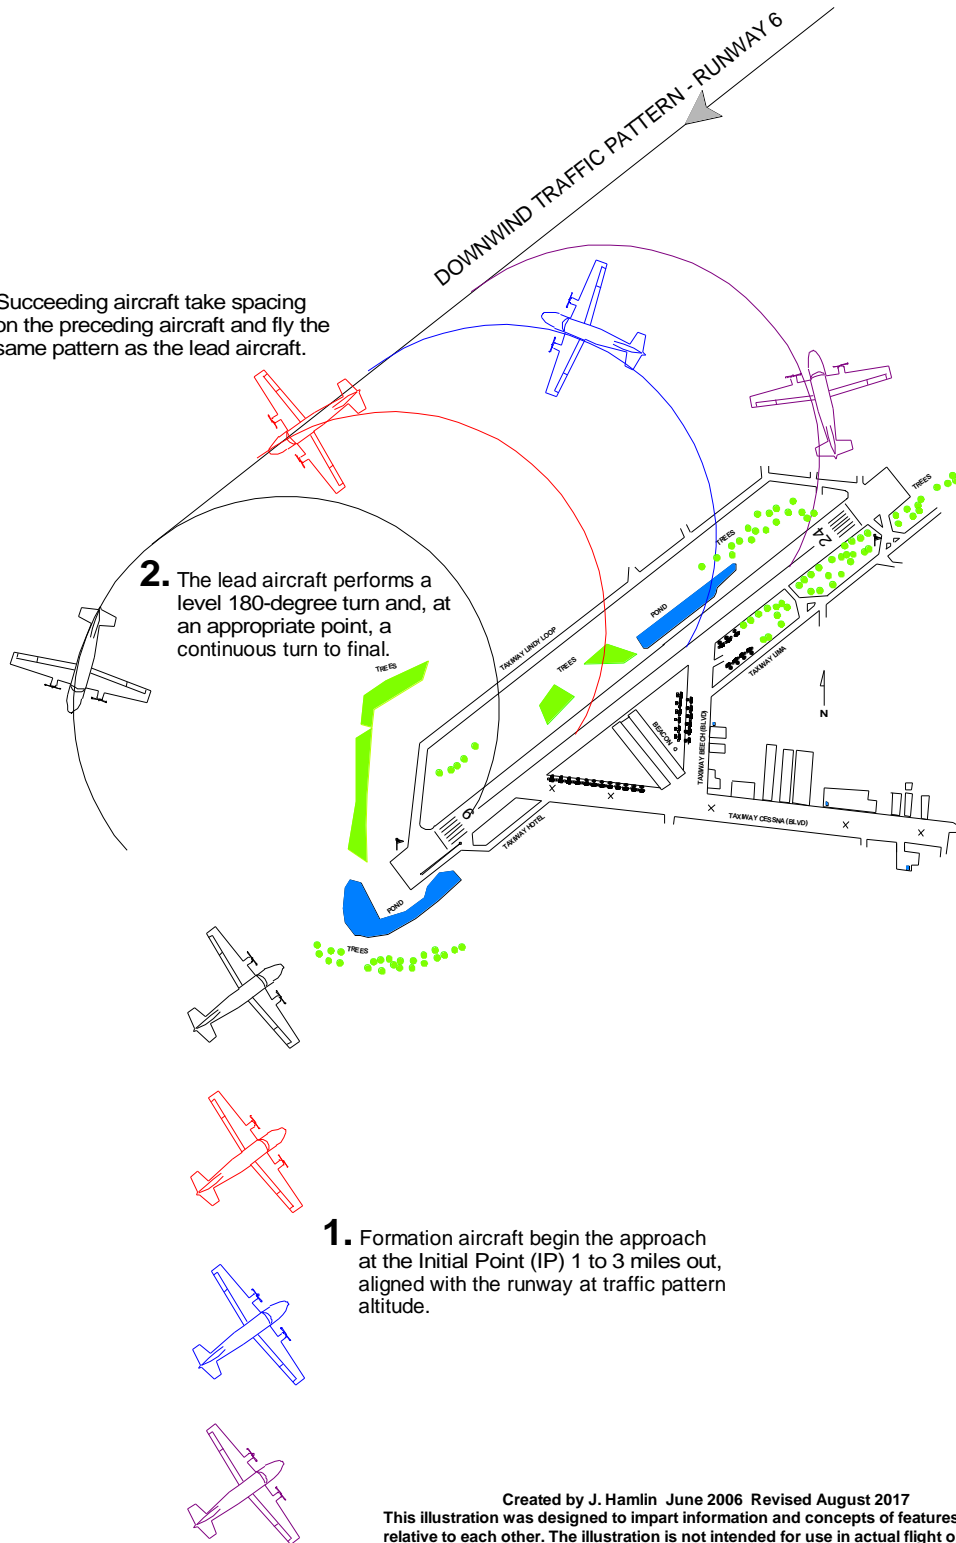 DOWNWIND TRAFFIC PATTERN - RUNWAY 6
Succeeding aircraft take spacing
on the preceding aircraft and fly the
same pattern as the lead aircraft.
2. The lead aircraft performs a
level 180-degree turn and, at
an appropriate point, a
continuous turn to final.
TREES
TREES
24
POND
TAXIWAY LINDY LOOP
TREES
TREES
TAXIWAY LIMA
N
BEACON
TAXIWAY BEECH (BLVD)
TAXIWAY CESSNA (BLVD)
6
TAXIWAY HOTEL
POND
TREES
1. Formation aircraft begin the approach
at the Initial Point (IP) 1 to 3 miles out,
aligned with the runway at traffic pattern
altitude.
Created by J. Hamlin June 2006 Revised August 2017
This illustration was designed to impart information and concepts of features
relative to each other. The illustration is not intended for use in actual flight o